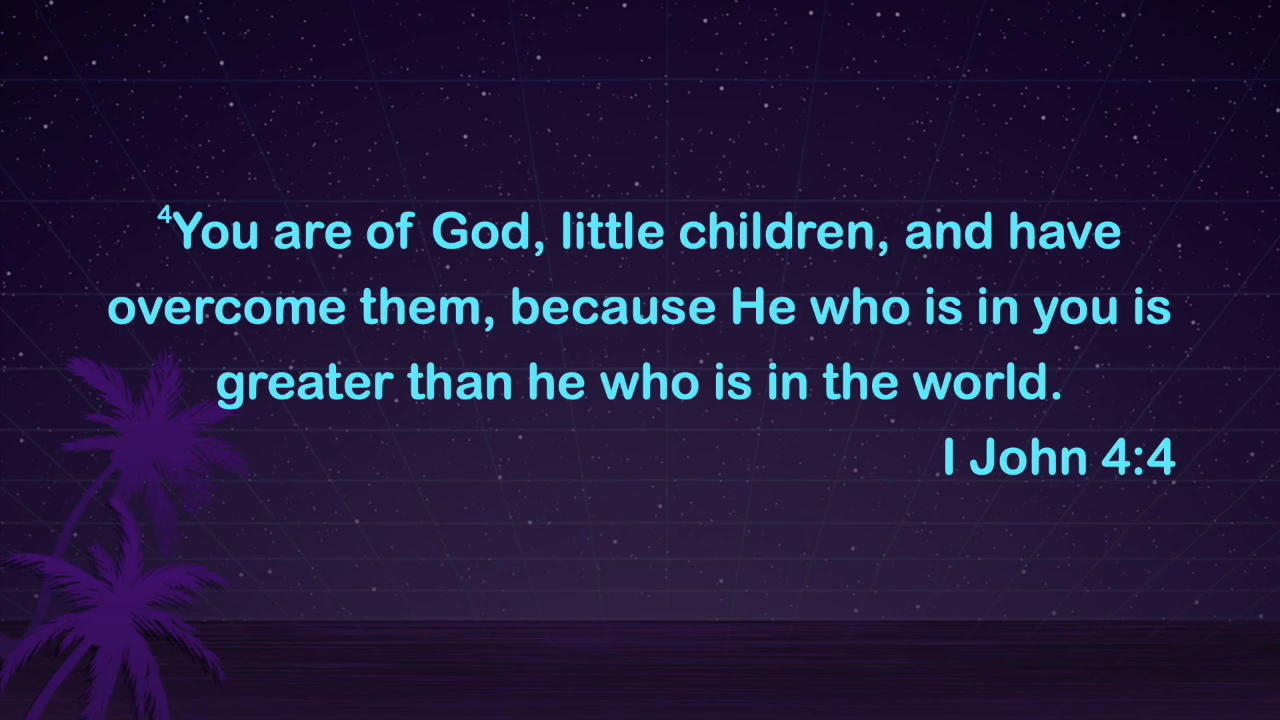 ⁴You are of God, little children, and have
overcome them, because He who is in you is
greater than he who is in the world.
I John 4:4